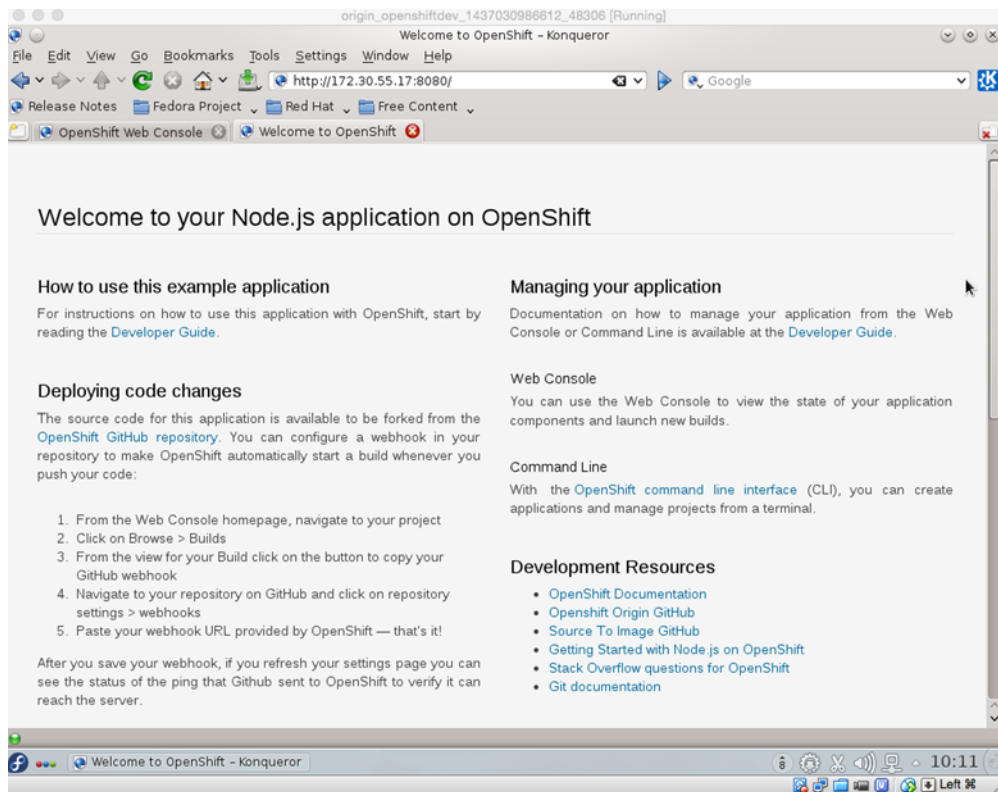 origin_openshiftdev_1437030986612_48306 [Running]
Welcome to OpenShift – Konqueror
File Edit View Go Bookmarks Tools Settings Window Help
http://172.30.55.17:8080/ Google
Release Notes Fedora Project Red Hat Free Content
OpenShift Web Console Welcome to OpenShift
Welcome to your Node.js application on OpenShift
How to use this example application
For instructions on how to use this application with OpenShift, start by
reading the Developer Guide.
Deploying code changes
The source code for this application is available to be forked from the
OpenShift GitHub repository. You can configure a webhook in your
repository to make OpenShift automatically start a build whenever you
push your code:
1. From the Web Console homepage, navigate to your project
2. Click on Browse > Builds
3. From the view for your Build click on the button to copy your
GitHub webhook
4. Navigate to your repository on GitHub and click on repository
settings > webhooks
5. Paste your webhook URL provided by OpenShift — that's it!
After you save your webhook, if you refresh your settings page you can
see the status of the ping that Github sent to OpenShift to verify it can
reach the server.
Managing your application
Documentation on how to manage your application from the Web
Console or Command Line is available at the Developer Guide.
Web Console
You can use the Web Console to view the state of your application
components and launch new builds.
Command Line
With the OpenShift command line interface (CLI), you can create
applications and manage projects from a terminal.
Development Resources
• OpenShift Documentation
• Openshift Origin GitHub
• Source To Image GitHub
• Getting Started with Node.js on OpenShift
• Stack Overflow questions for OpenShift
• Git documentation
Welcome to OpenShift – Konqueror
10:11
Left ⌘